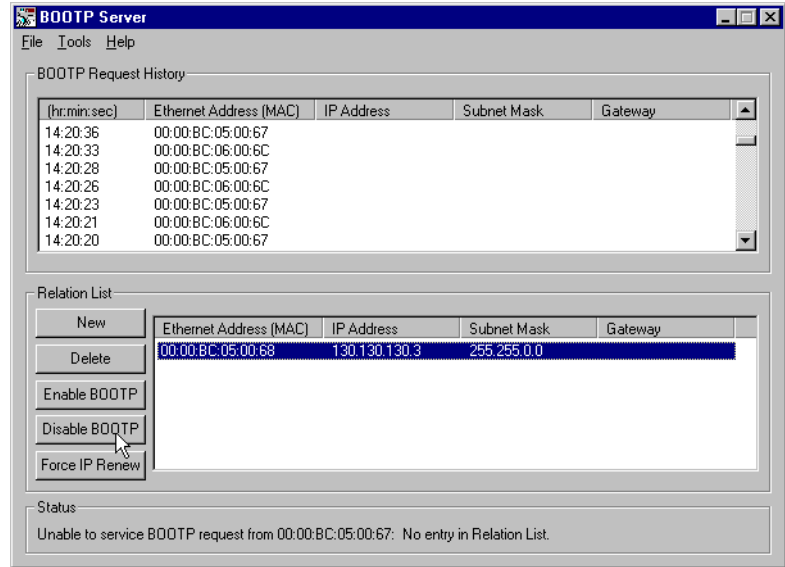 BOOTP Server
File Tools Help
BOOTP Request History
(hr:min:sec) Ethernet Address (MAC) IP Address Subnet Mask Gateway
14:20:36 00:00:BC:05:00:67
14:20:33 00:00:BC:06:00:6C
14:20:28 00:00:BC:05:00:67
14:20:26 00:00:BC:06:00:6C
14:20:23 00:00:BC:05:00:67
14:20:21 00:00:BC:06:00:6C
14:20:20 00:00:BC:05:00:67
Relation List
New
Delete
Enable BOOTP
Disable BOOTP
Force IP Renew
Ethernet Address (MAC) IP Address Subnet Mask Gateway
00:00:BC:05:00:68 130.130.130.3 255.255.0.0
Status
Unable to service BOOTP request from 00:00:BC:05:00:67: No entry in Relation List.